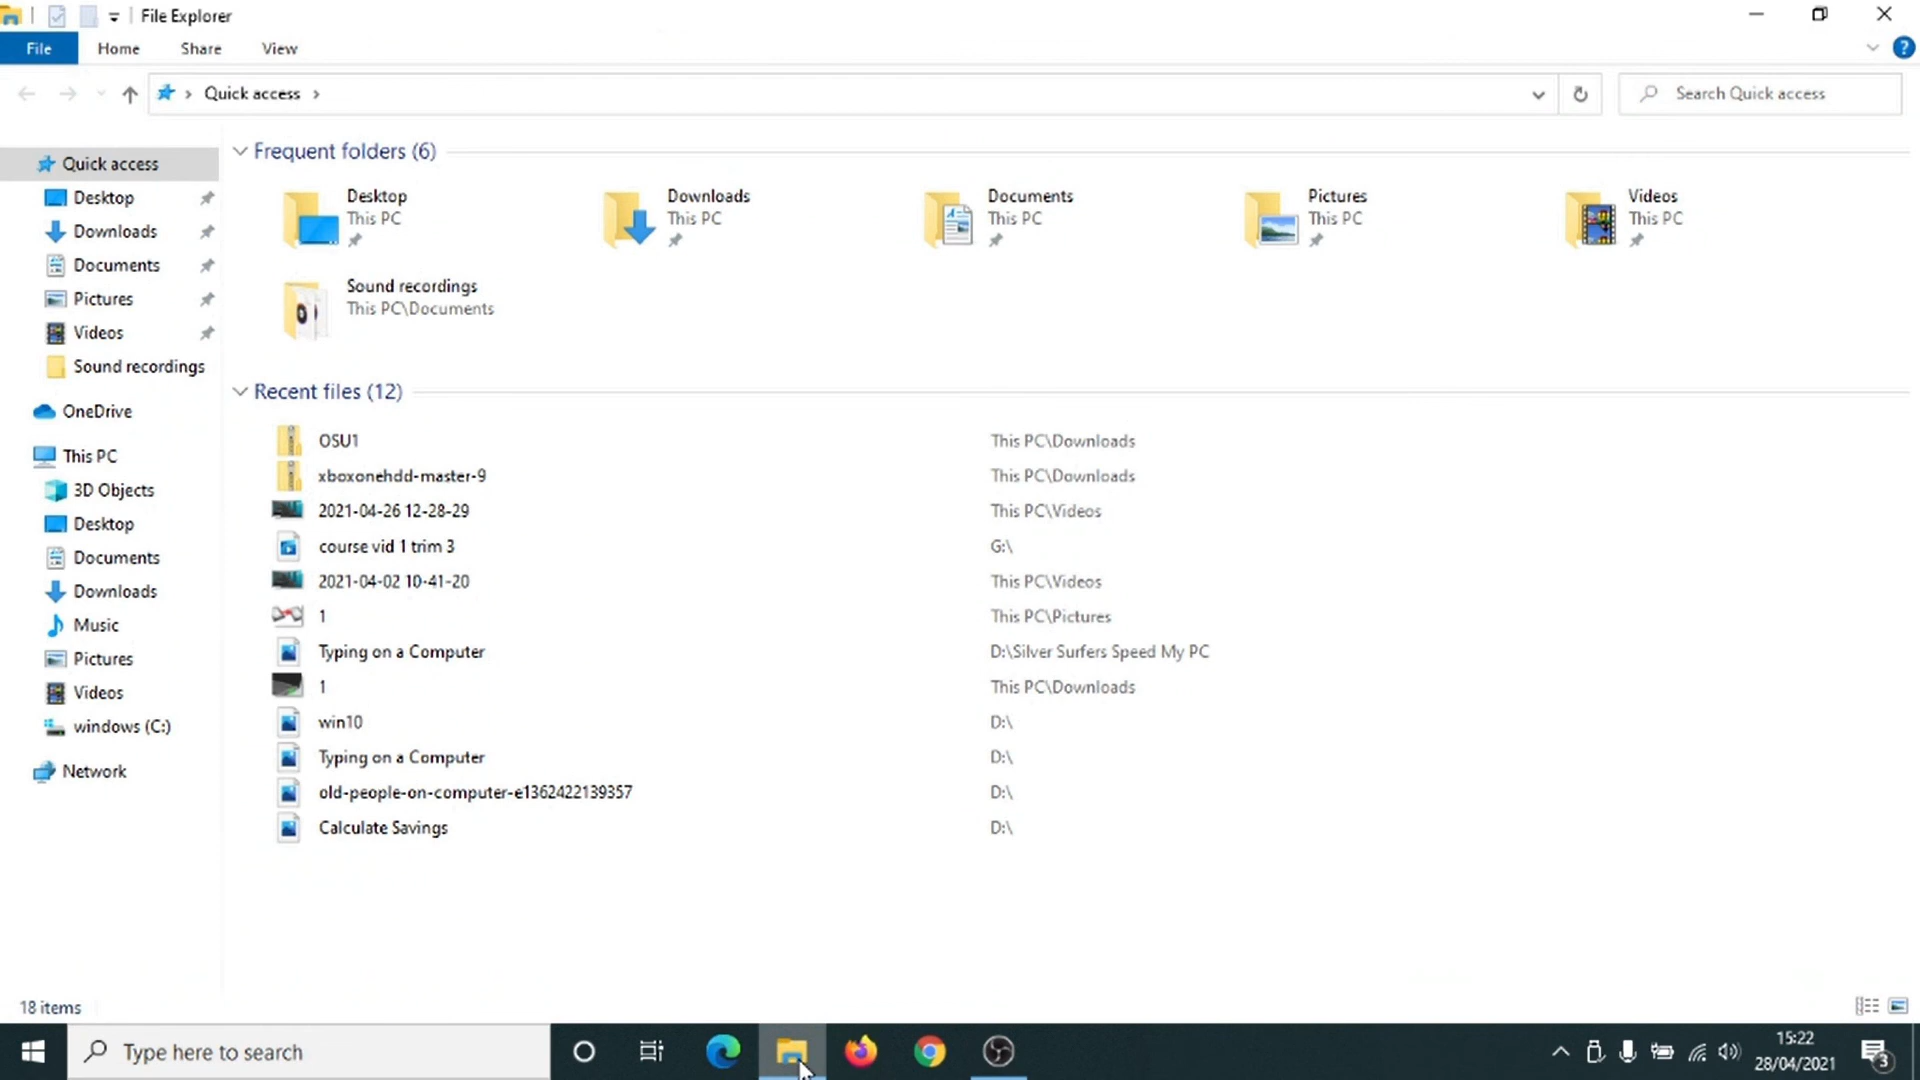 File Explorer
File Home Share View
Quick access
Search Quick access
Quick access
Desktop
Downloads
Documents
Pictures
Videos
Sound recordings
OneDrive
This PC
3D Objects
Desktop
Documents
Downloads
Music
Pictures
Videos
windows (C:)
Network
Frequent folders (6)
Desktop
This PC
Downloads
This PC
Documents
This PC
Pictures
This PC
Videos
This PC
Sound recordings
This PC\Documents
Recent files (12)
OSU1 This PC\Downloads
xboxonehdd-master-9 This PC\Downloads
2021-04-26 12-28-29 This PC\Videos
course vid 1 trim 3 G:\
2021-04-02 10-41-20 This PC\Videos
1 This PC\Pictures
Typing on a Computer D:\Silver Surfers Speed My PC
1 This PC\Downloads
win10 D:\
Typing on a Computer D:\
old-people-on-computer-e1362422139357 D:\
Calculate Savings D:\
18 items
Type here to search
15:22
28/04/2021
3